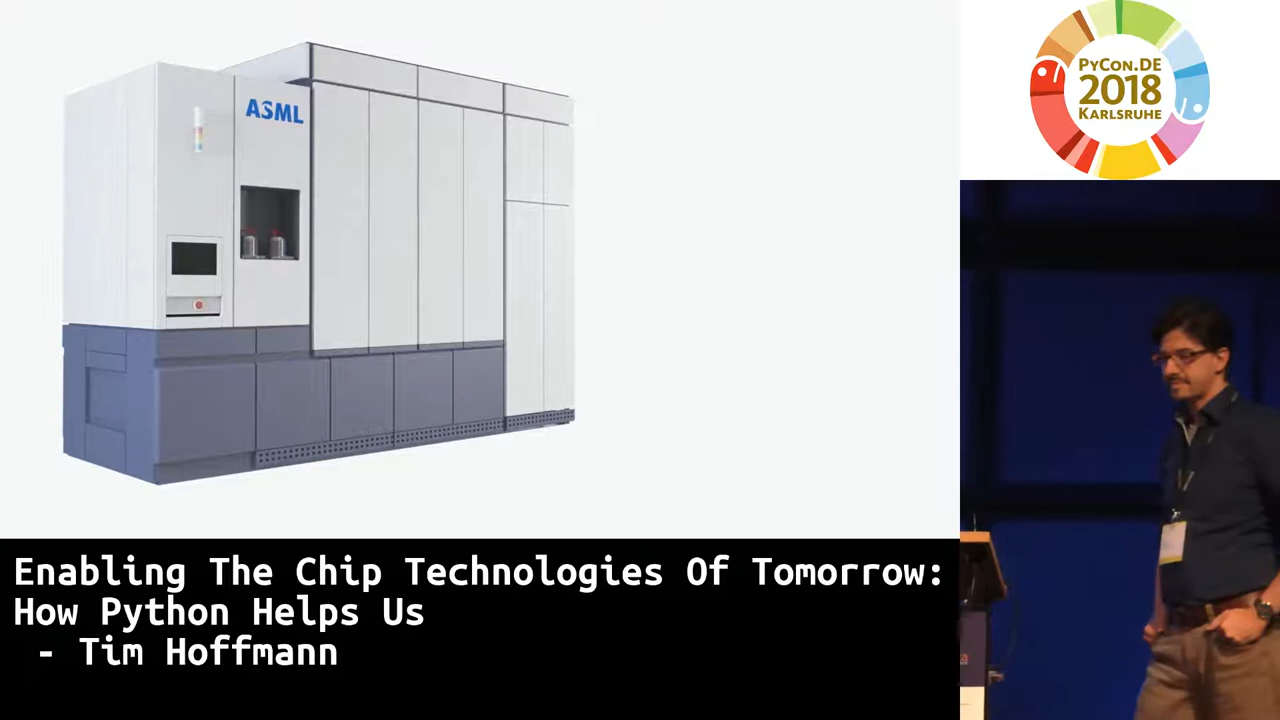 ASML
PYCON.DE
2018
KARLSRUHE
Enabling The Chip Technologies Of Tomorrow:
How Python Helps Us
- Tim Hoffmann